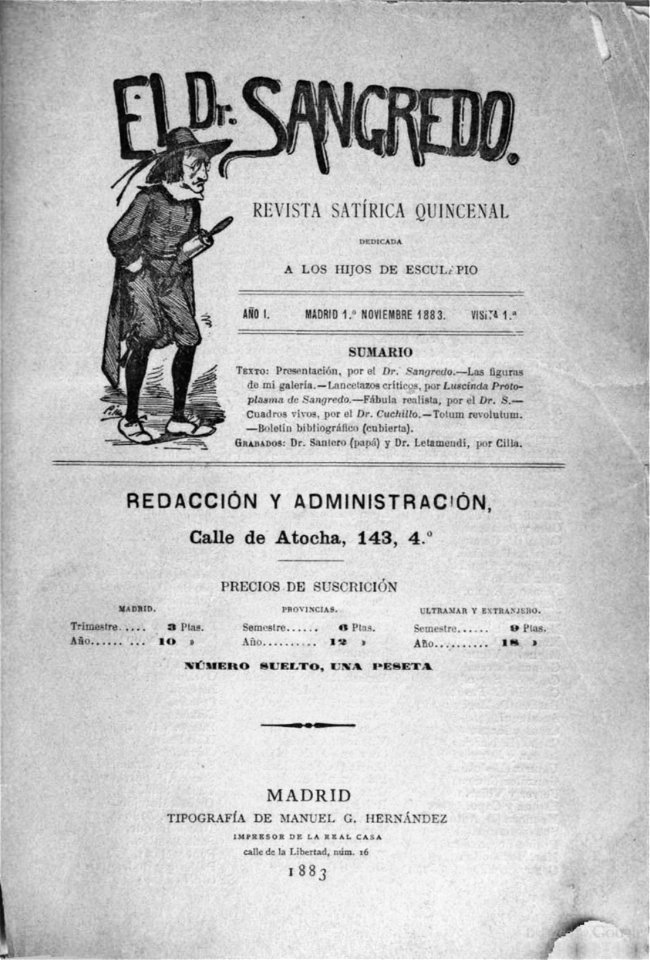 EL Dr. SANGREDO.
REVISTA SATÍRICA QUINCENAL
DEDICADA
A LOS HIJOS DE ESCULAPIO
AÑO I. MADRID 1.º NOVIEMBRE 1883. VISITA 1.ª
SUMARIO
TEXTO: Presentación, por el Dr. Sangredo.—Las figuras
de mi galería.—Lancetazos críticos, por Luscinda Proto-
plasma de Sangredo.—Fábula realista, por el Dr. S.—
Cuadros vivos, por el Dr. Cuchillo.—Totum revolutum.
—Boletín bibliográfico (cubierta).
GRABADOS: Dr. Santero (papá) y Dr. Letamendi, por Cilla.
REDACCIÓN Y ADMINISTRACIÓN,
Calle de Atocha, 143, 4.º
PRECIOS DE SUSCRICIÓN
MADRID. PROVINCIAS. ULTRAMAR Y EXTRANJERO.
Trimestre..... 3 Ptas. Semestre...... 6 Ptas. Semestre...... 9 Ptas.
Año...... ... 10 » Año.......... 12 » Año.......... 18 »
NÚMERO SUELTO, UNA PESETA
MADRID
TIPOGRAFÍA DE MANUEL G. HERNÁNDEZ
IMPRESOR DE LA REAL CASA
calle de la Libertad, núm. 16
1883